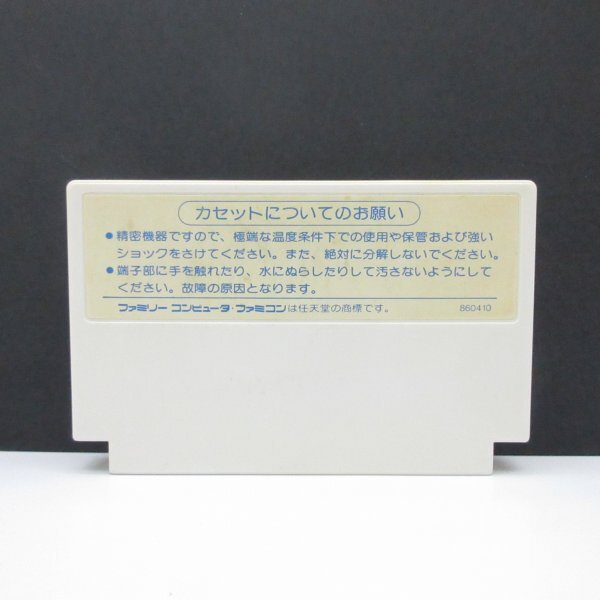 カセットについてのお願い
●精密機器ですので、極端な温度条件下での使用や保管および強い
ショックをさけてください。また、絶対に分解しないでください。
●端子部に手を触れたり、水にぬらしたりして汚さないようにして
ください。故障の原因となります。
ファミリー コンピュータ・ファミコンは任天堂の商標です。 860410